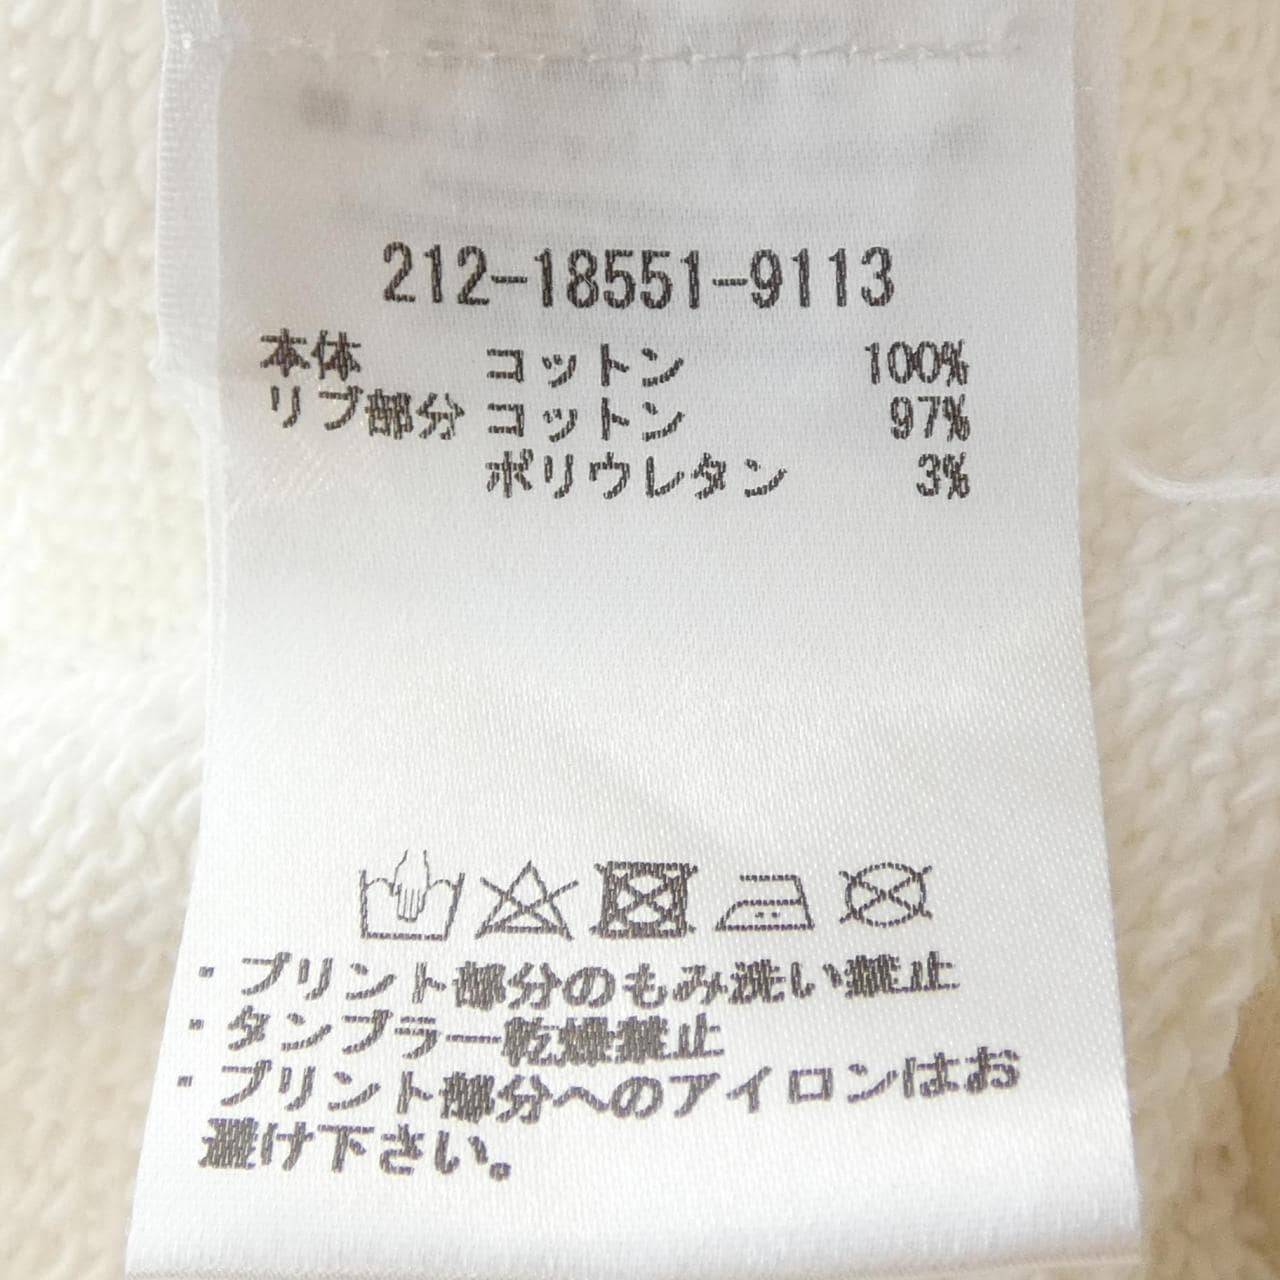 212-18551-9113
本体 コットン 100%
リブ部分 コットン 97%
ポリウレタン 3%
・プリント部分のもみ洗い禁止
・タンブラー乾燥禁止
・プリント部分へのアイロンはお
避け下さい。